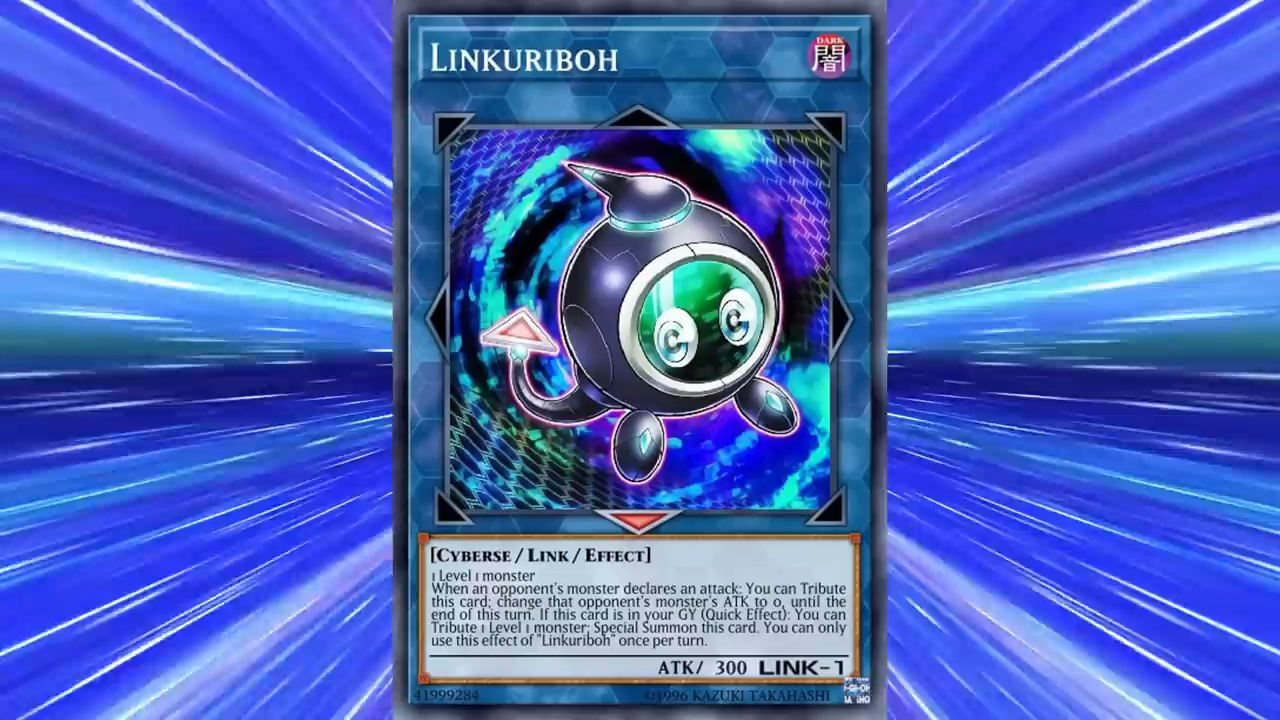 LINKURIBOH
DARK
闇
[CYBERSE / LINK / EFFECT]
1 Level 1 monster
When an opponent's monster declares an attack: You can Tribute
this card; change that opponent's monster's ATK to 0, until the
end of this turn. If this card is in your GY (Quick Effect): You can
Tribute 1 Level 1 monster; Special Summon this card. You can only
use this effect of "Linkuriboh" once per turn.
ATK/ 300 LINK-1
41999284 ©1996 KAZUKI TAKAHASHI